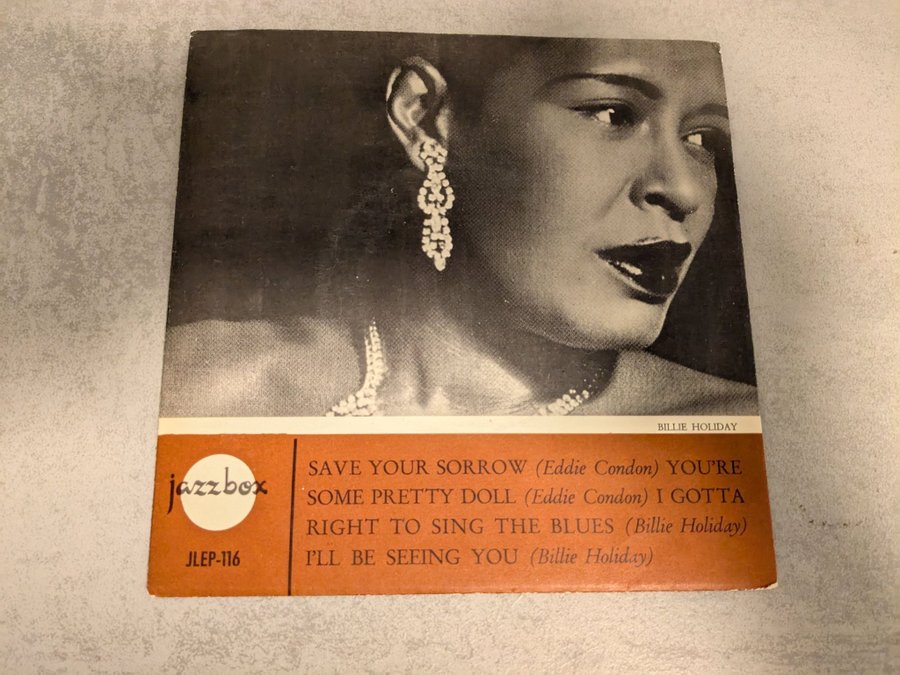 BILLIE HOLIDAY
jazzbox
JLEP-116
SAVE YOUR SORROW (Eddie Condon) YOU'RE
SOME PRETTY DOLL (Eddie Condon) I GOTTA
RIGHT TO SING THE BLUES (Billie Holiday)
I'LL BE SEEING YOU (Billie Holiday)